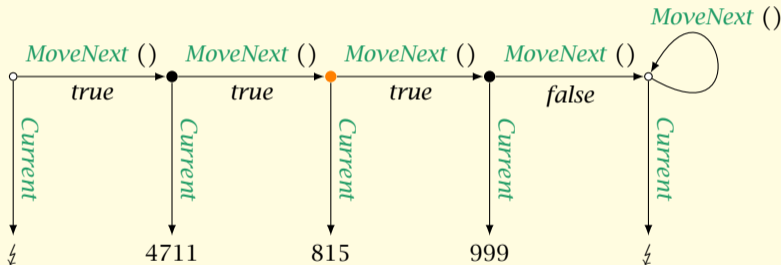 MoveNext ()
MoveNext () MoveNext () MoveNext () MoveNext ()
true true true false
Current Current Current Current Current
↯ 4711 815 999 ↯